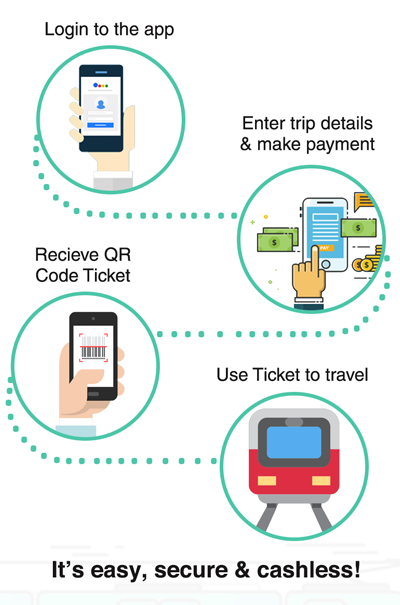 Login to the app
Enter trip details
& make payment
Recieve QR
Code Ticket
PAY
Use Ticket to travel
It's easy, secure & cashless!